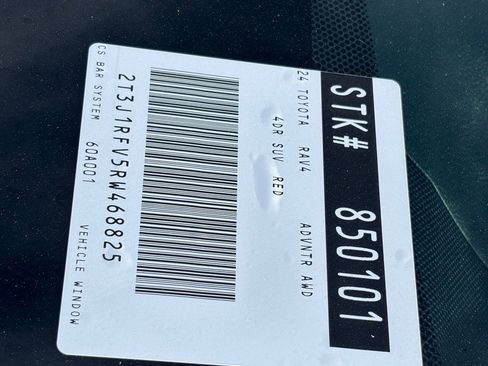 STK# 850101
24 TOYOTA RAV4 ADVNTR AWD
4DR SUV RED
2T3J1RFV5RW468825
CS BAR SYSTEM 60A001 VEHICLE WINDOW